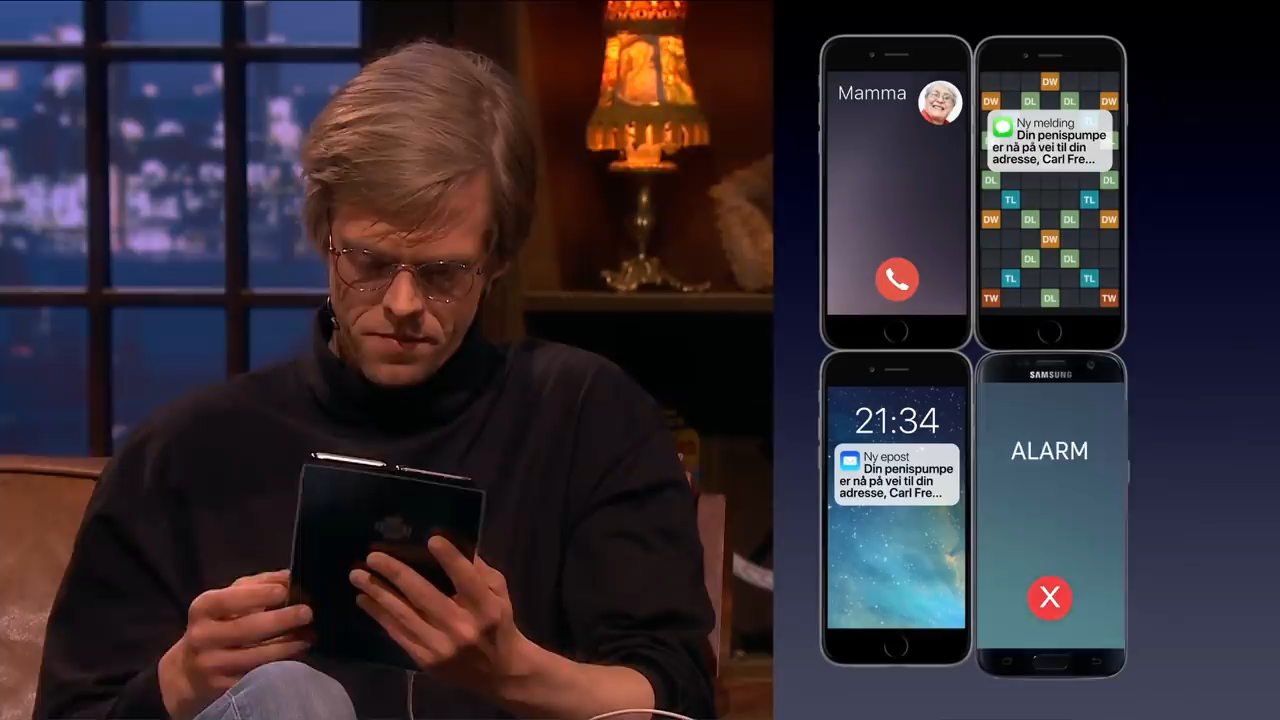 Mamma
DW
DW
DL
DL
DW
Ny melding
Din penispumpe
er nå på vei til din
adresse, Carl Fre...
DL
DL
TL
TL
DW
DL
DL
DW
DW
DL
DL
TL
TL
TW
DL
TW
21:34
Ny epost
Din penispumpe
er nå på vei til din
adresse, Carl Fre...
SAMSUNG
ALARM
X